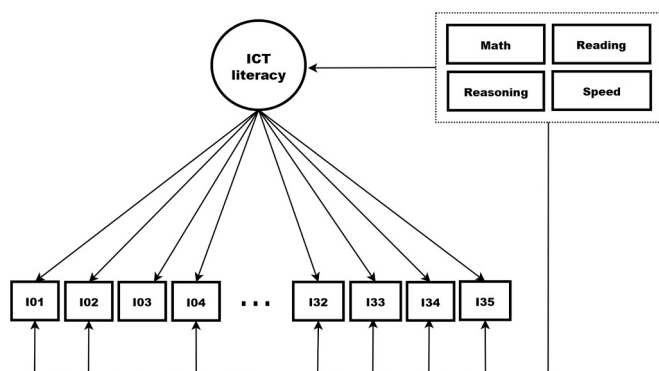 ICT
literacy
Math
Reading
Reasoning
Speed
I01
I02
I03
I04
...
I32
I33
I34
I35